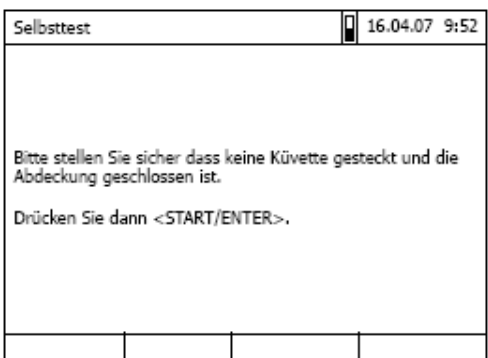 Selbsttest 16.04.07 9:52
Bitte stellen Sie sicher dass keine Küvette gesteckt und die
Abdeckung geschlossen ist.
Drücken Sie dann <START/ENTER>.